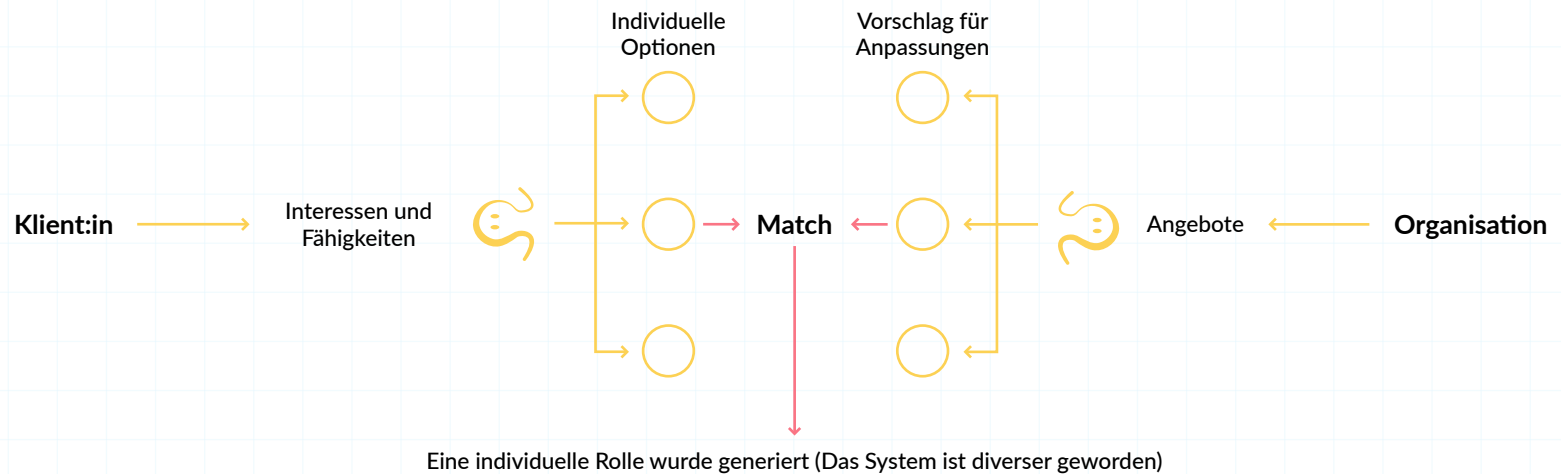 Individuelle
Optionen
Vorschlag für
Anpassungen
Klient:in
Interessen und
Fähigkeiten
Match
Angebote
Organisation
Eine individuelle Rolle wurde generiert (Das System ist diverser geworden)